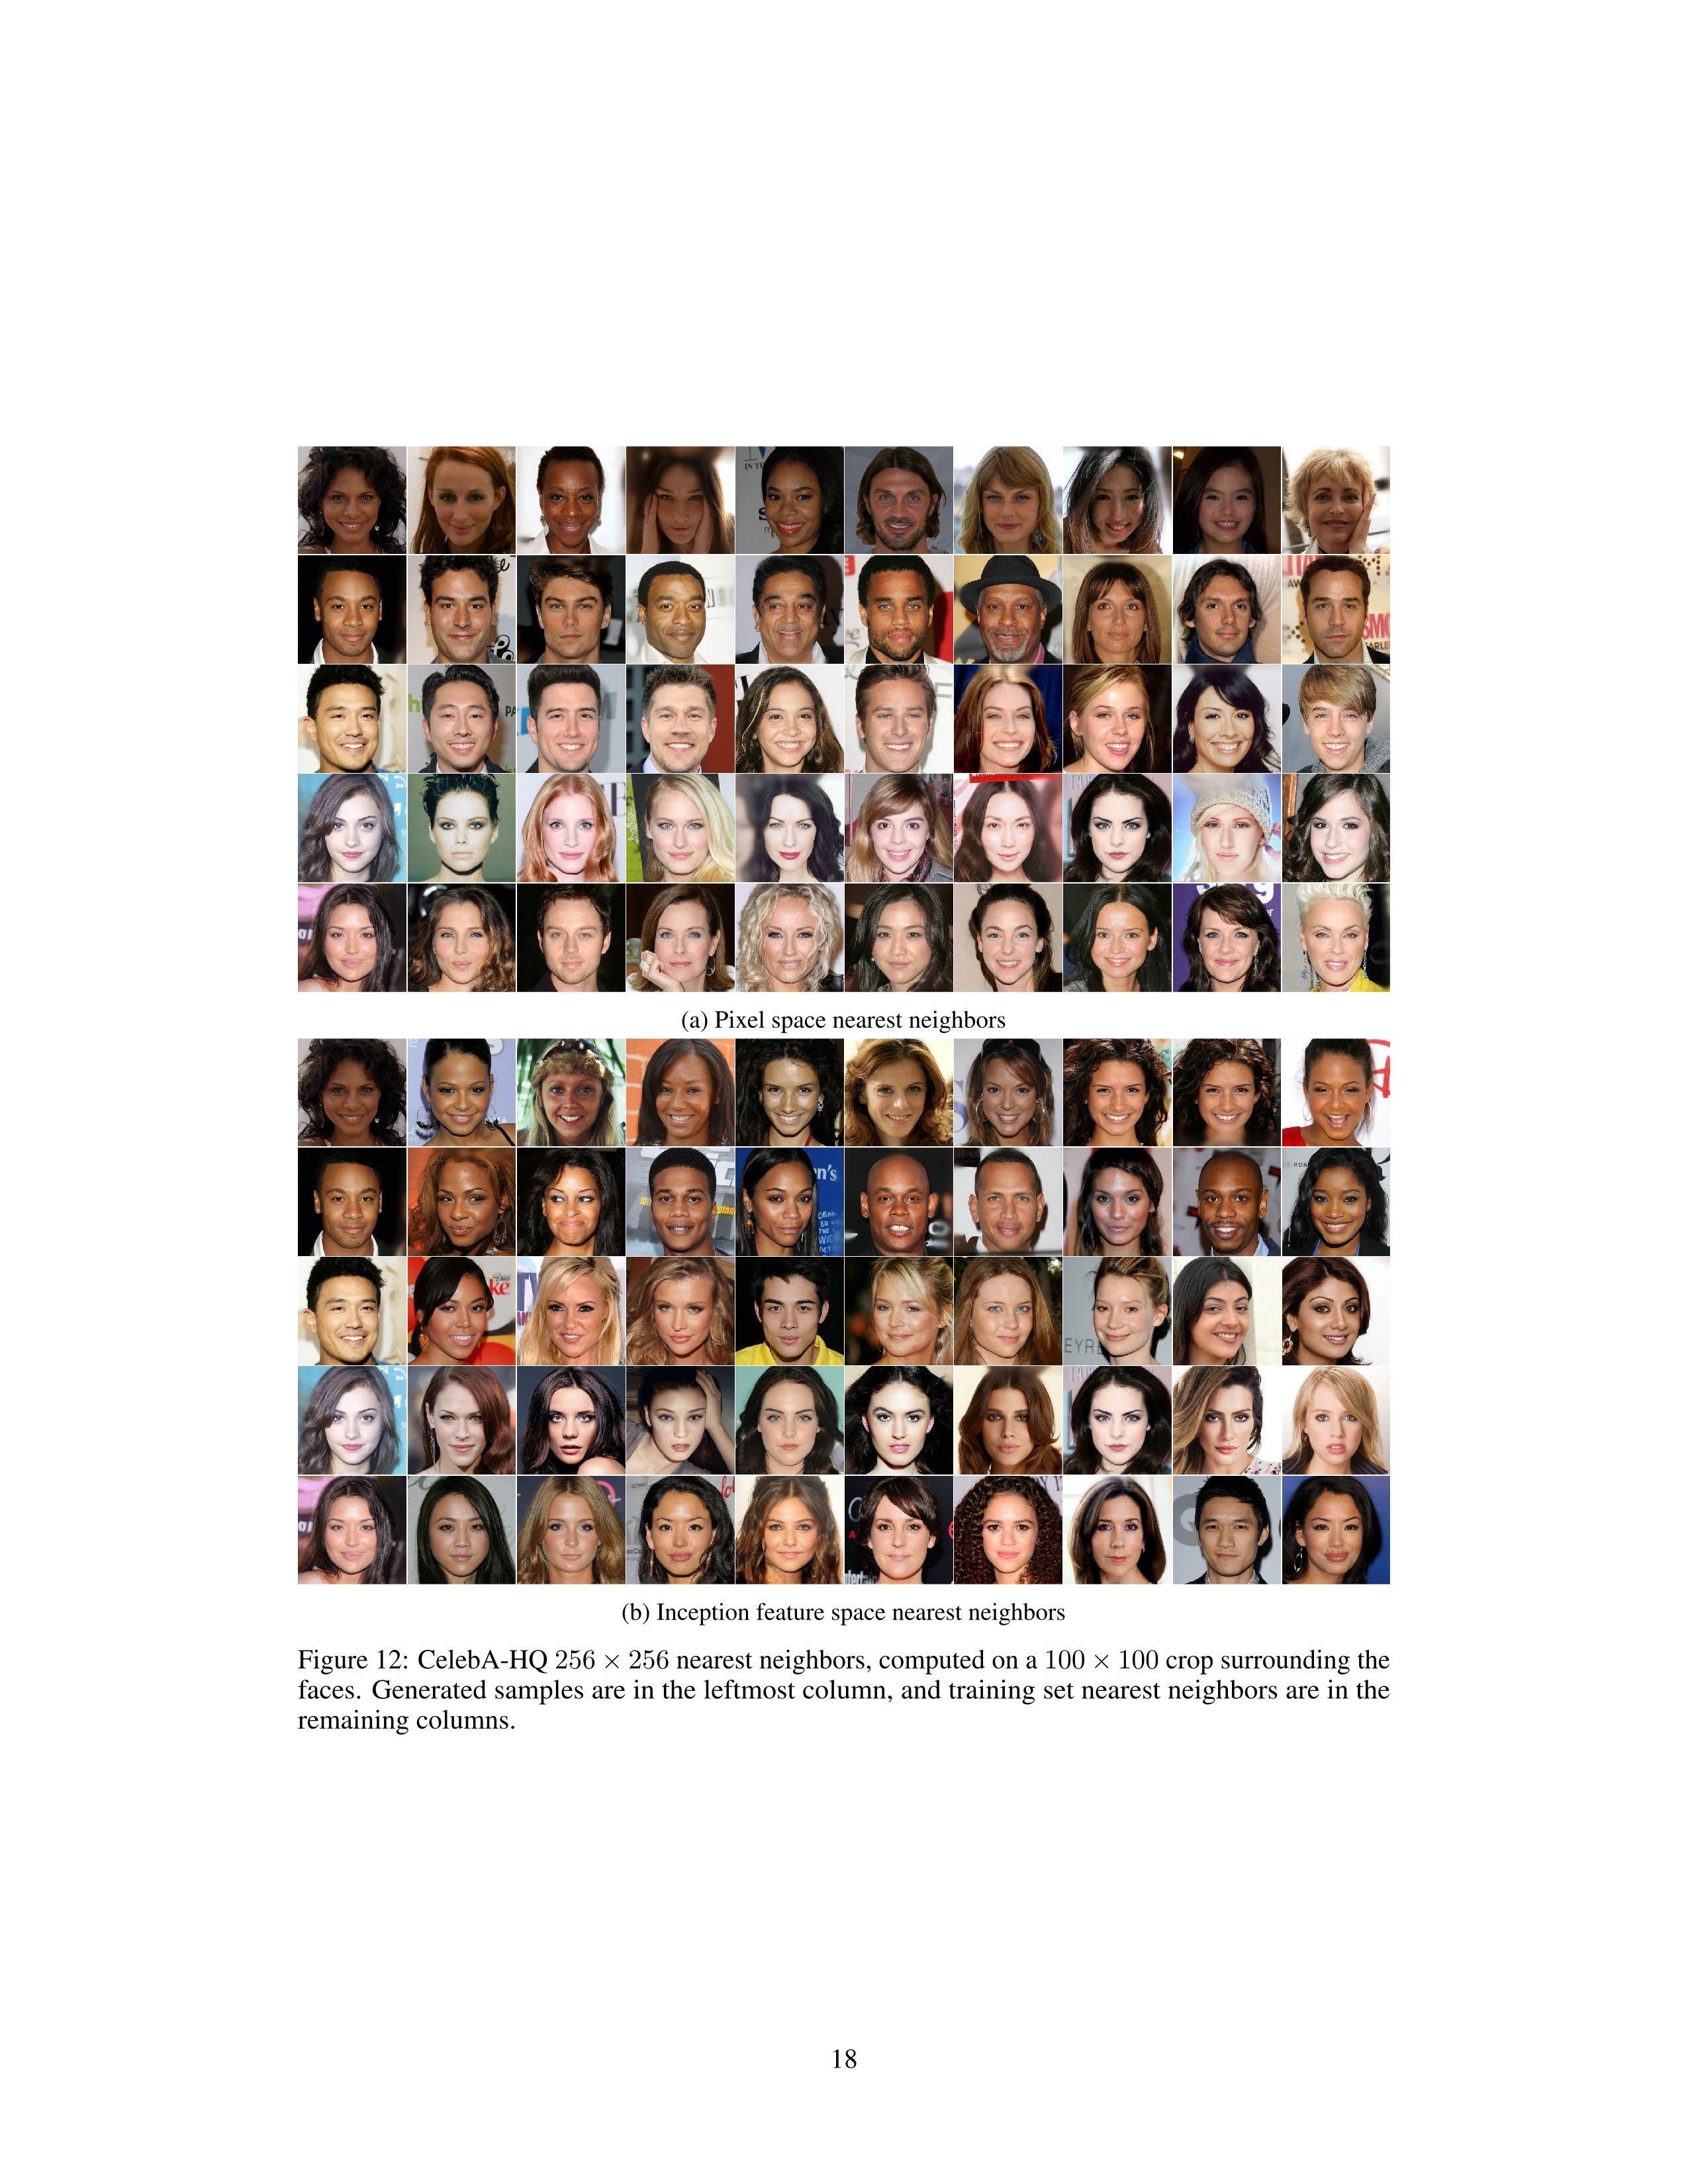 (a) Pixel space nearest neighbors
(b) Inception feature space nearest neighbors
Figure 12: CelebA-HQ 256 × 256 nearest neighbors, computed on a 100 × 100 crop surrounding the
faces. Generated samples are in the leftmost column, and training set nearest neighbors are in the
remaining columns.
18